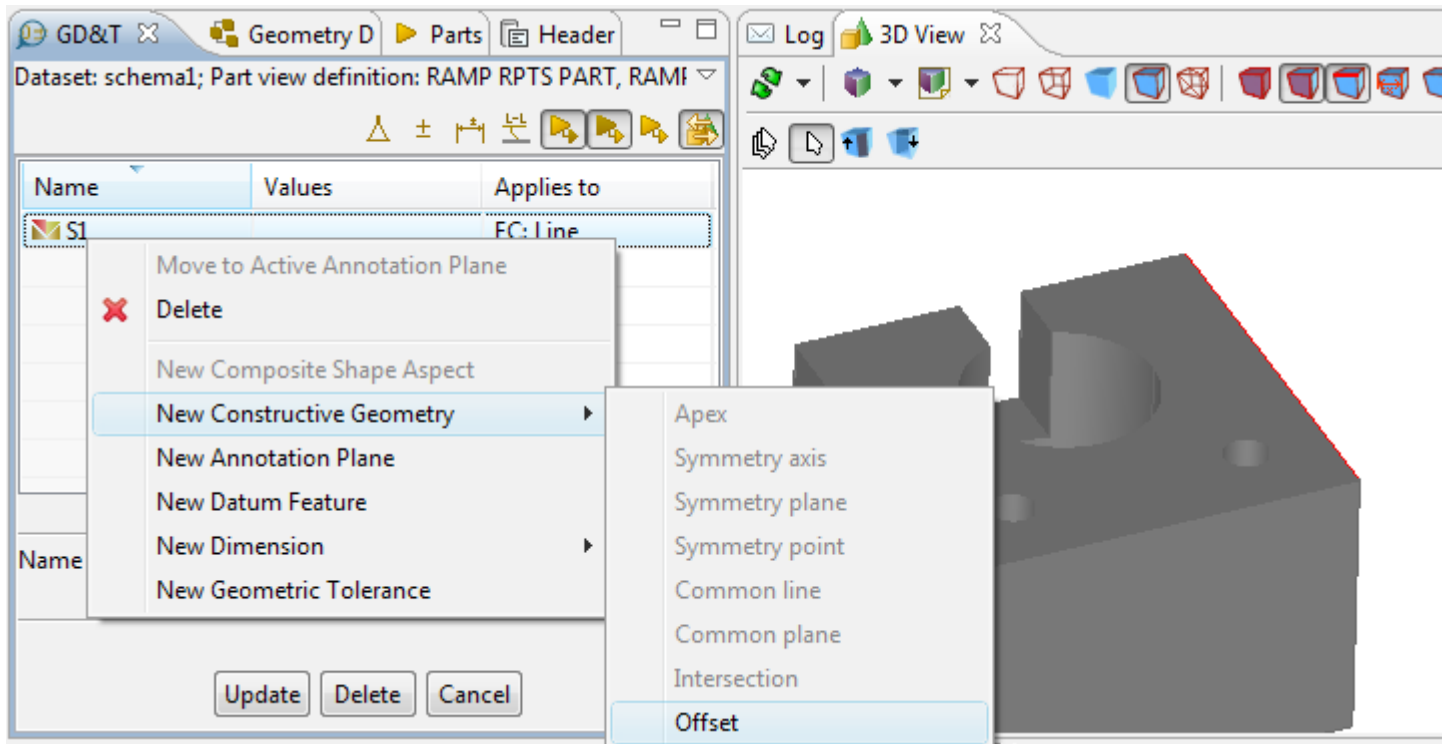 GD&T Geometry D Parts Header Log 3D View
Dataset: schema1; Part view definition: RAMP RPTS PART, RAMP
Name Values Applies to
S1 EC: Line
Move to Active Annotation Plane
Delete
New Composite Shape Aspect
New Constructive Geometry Apex
New Annotation Plane Symmetry axis
New Datum Feature Symmetry plane
Name New Dimension Symmetry point
New Geometric Tolerance Common line
Common plane
Update Delete Cancel Intersection
Offset